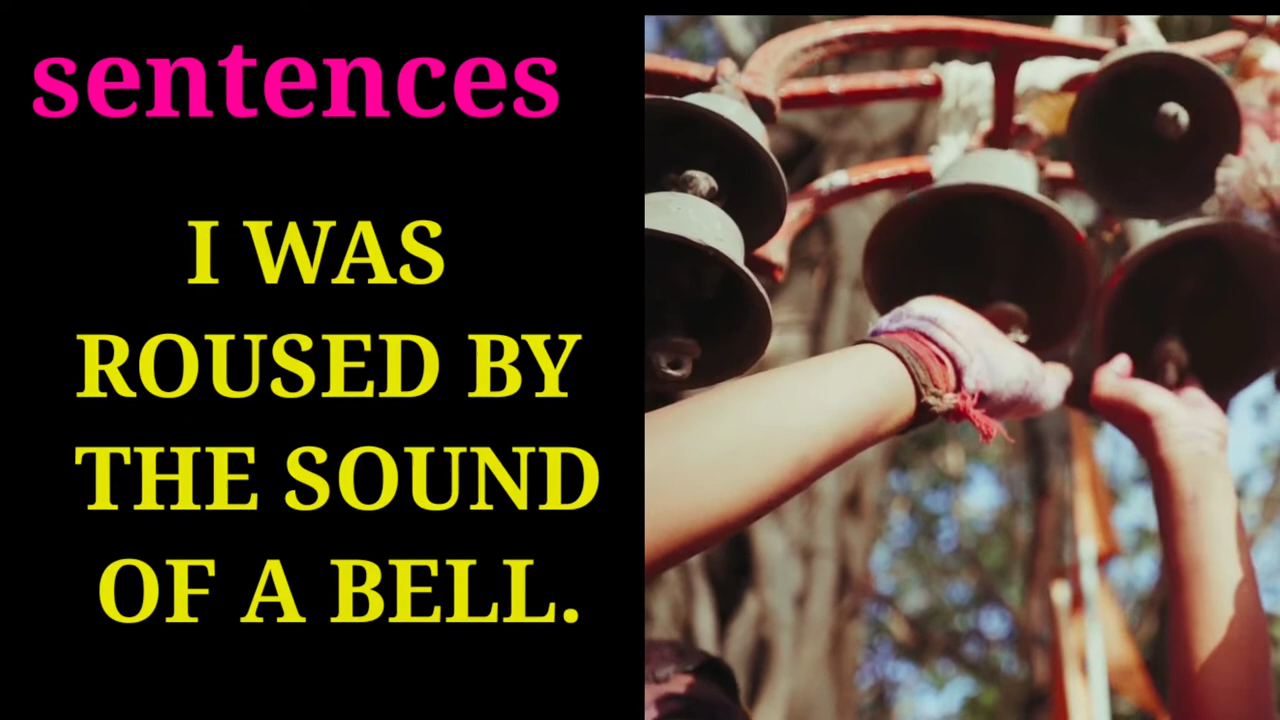 sentences
I WAS
ROUSED BY
THE SOUND
OF A BELL.